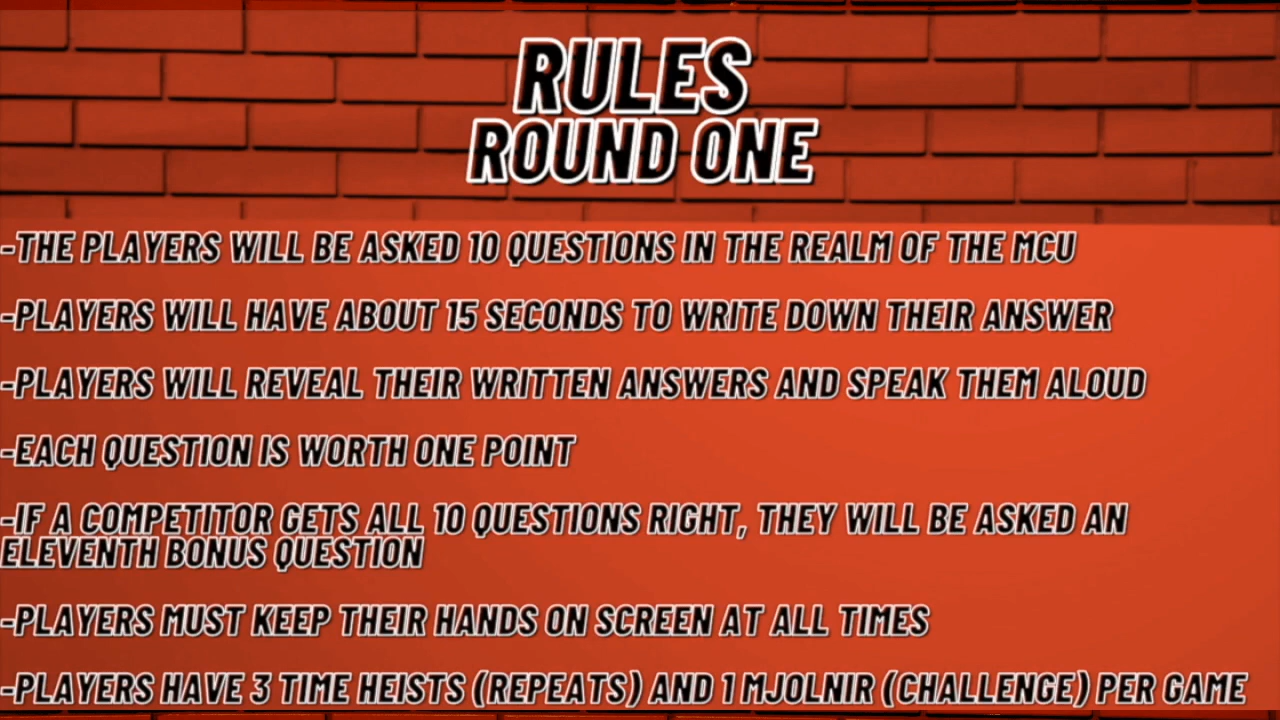 RULES
ROUND ONE
-THE PLAYERS WILL BE ASKED 10 QUESTIONS IN THE REALM OF THE MCU
-PLAYERS WILL HAVE ABOUT 15 SECONDS TO WRITE DOWN THEIR ANSWER
-PLAYERS WILL REVEAL THEIR WRITTEN ANSWERS AND SPEAK THEM ALOUD
-EACH QUESTION IS WORTH ONE POINT
-IF A COMPETITOR GETS ALL 10 QUESTIONS RIGHT, THEY WILL BE ASKED AN
ELEVENTH BONUS QUESTION
-PLAYERS MUST KEEP THEIR HANDS ON SCREEN AT ALL TIMES
-PLAYERS HAVE 3 TIME HEISTS (REPEATS) AND 1 MJOLNIR (CHALLENGE) PER GAME